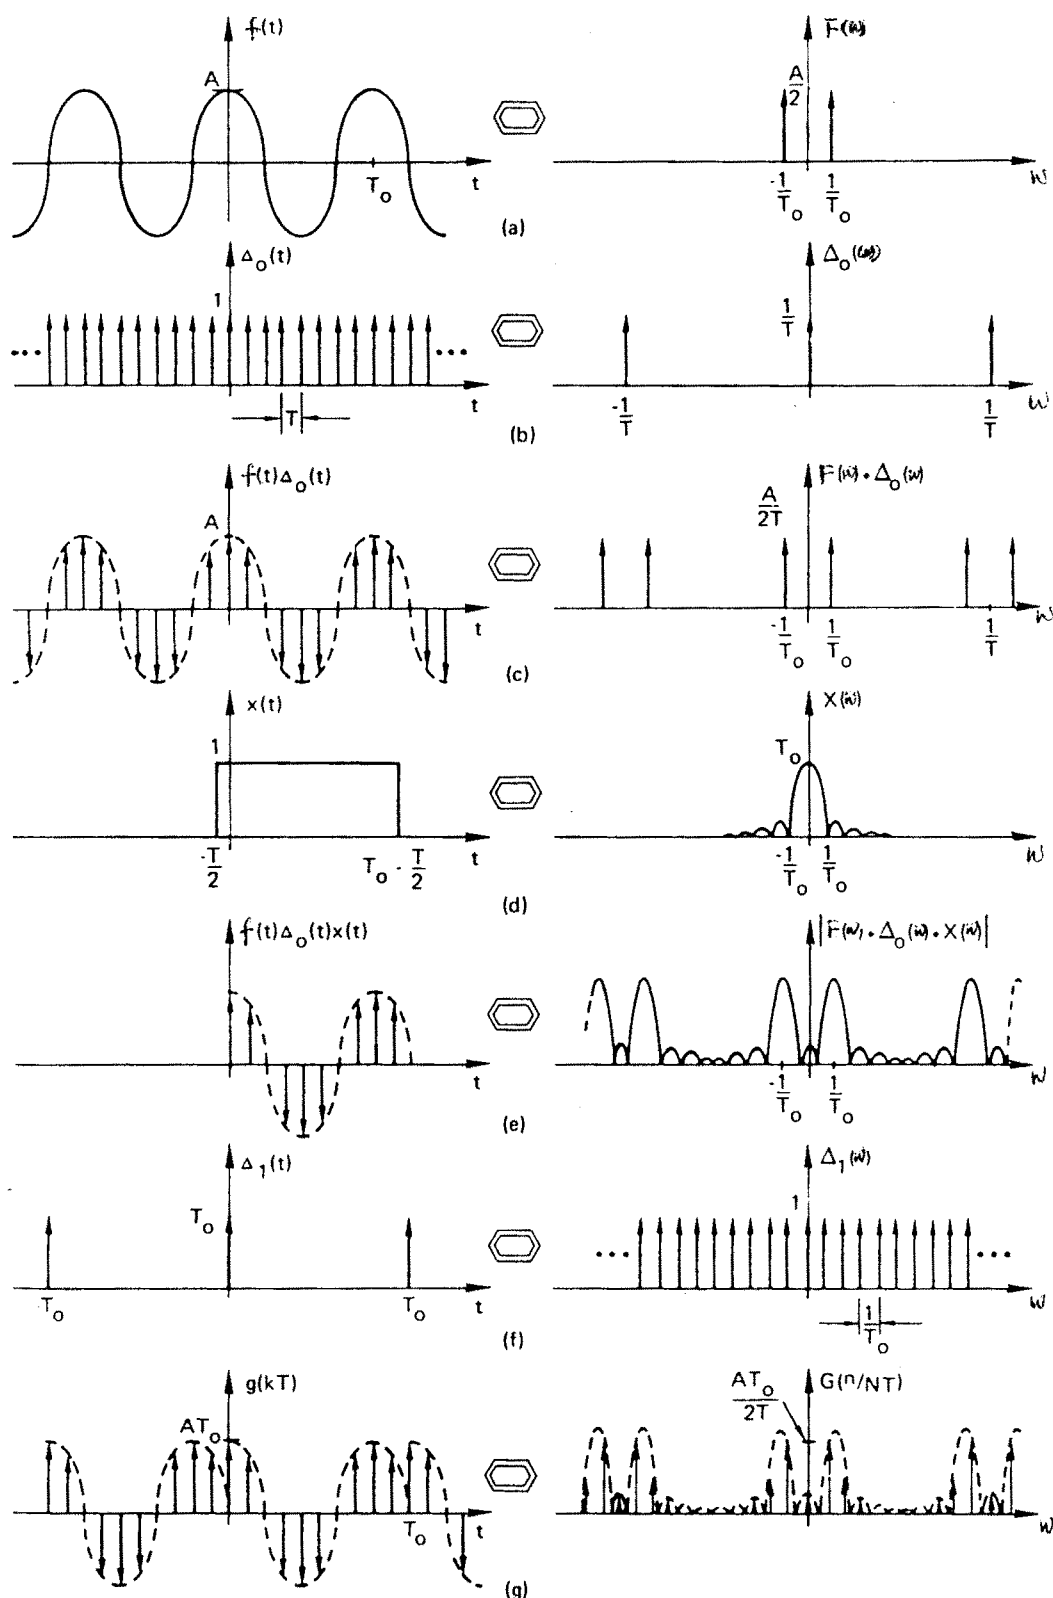 f(t)
F(w)
A
A/2
T₀
t
-1/T₀
1/T₀
w
(a)
Δ₀(t)
Δ₀(w)
1
1/T
T
t
-1/T
1/T
w
(b)
f(t)Δ₀(t)
F(w) * Δ₀(w)
A
A/2T
t
-1/T₀
1/T₀
1/T
w
(c)
x(t)
X(w)
1
T₀
-T/2
T₀ - T/2
t
-1/T₀
1/T₀
w
(d)
f(t)Δ₀(t)x(t)
|F(w) * Δ₀(w) * X(w)|
t
-1/T₀
1/T₀
w
(e)
Δ₁(t)
Δ₁(w)
T₀
1
-T₀
T₀
t
1/T₀
w
(f)
g(kT)
AT₀/2T
G(n/NT)
AT₀
T₀
t
w
(g)